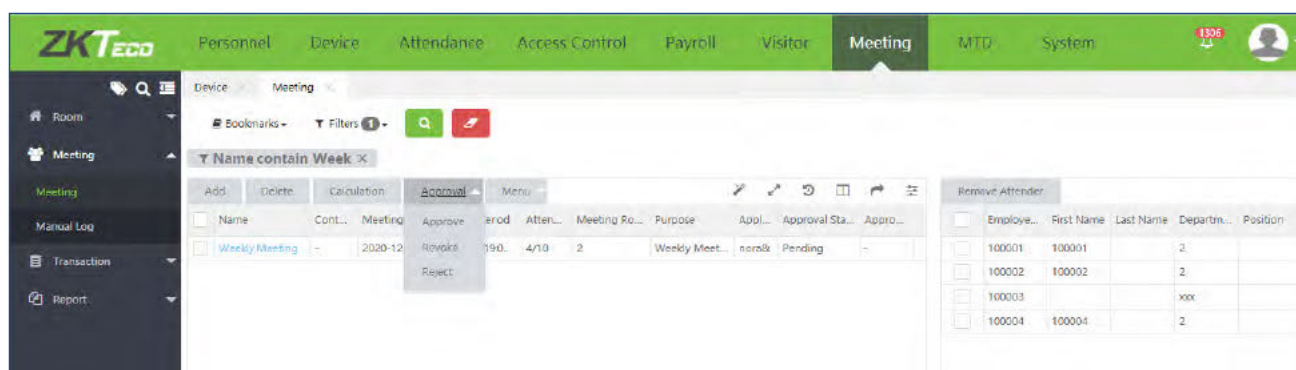 ZKTECO Personnel Device Attendance Access Control Payroll Visitor Meeting MTD System 1306
Device Meeting
Room
Bookmarks Filters 1
Meeting
Name contain Week ×
Meeting
Add Delete Calculation Approval Menu Remove Attender
Manual Log
Name Cont... Meeting Approve erod Atten... Meeting Ro... Purpose Appl... Approval Sta... Appro... Employe... First Name Last Name Departm... Position
Weekly Meeting - 2020-12 Revoke 4/10 2 Weekly Meet... Pending - 100001 100001 2
Transaction
Reject
100002 100002 2
Report
100003 xxx
100004 100004 2